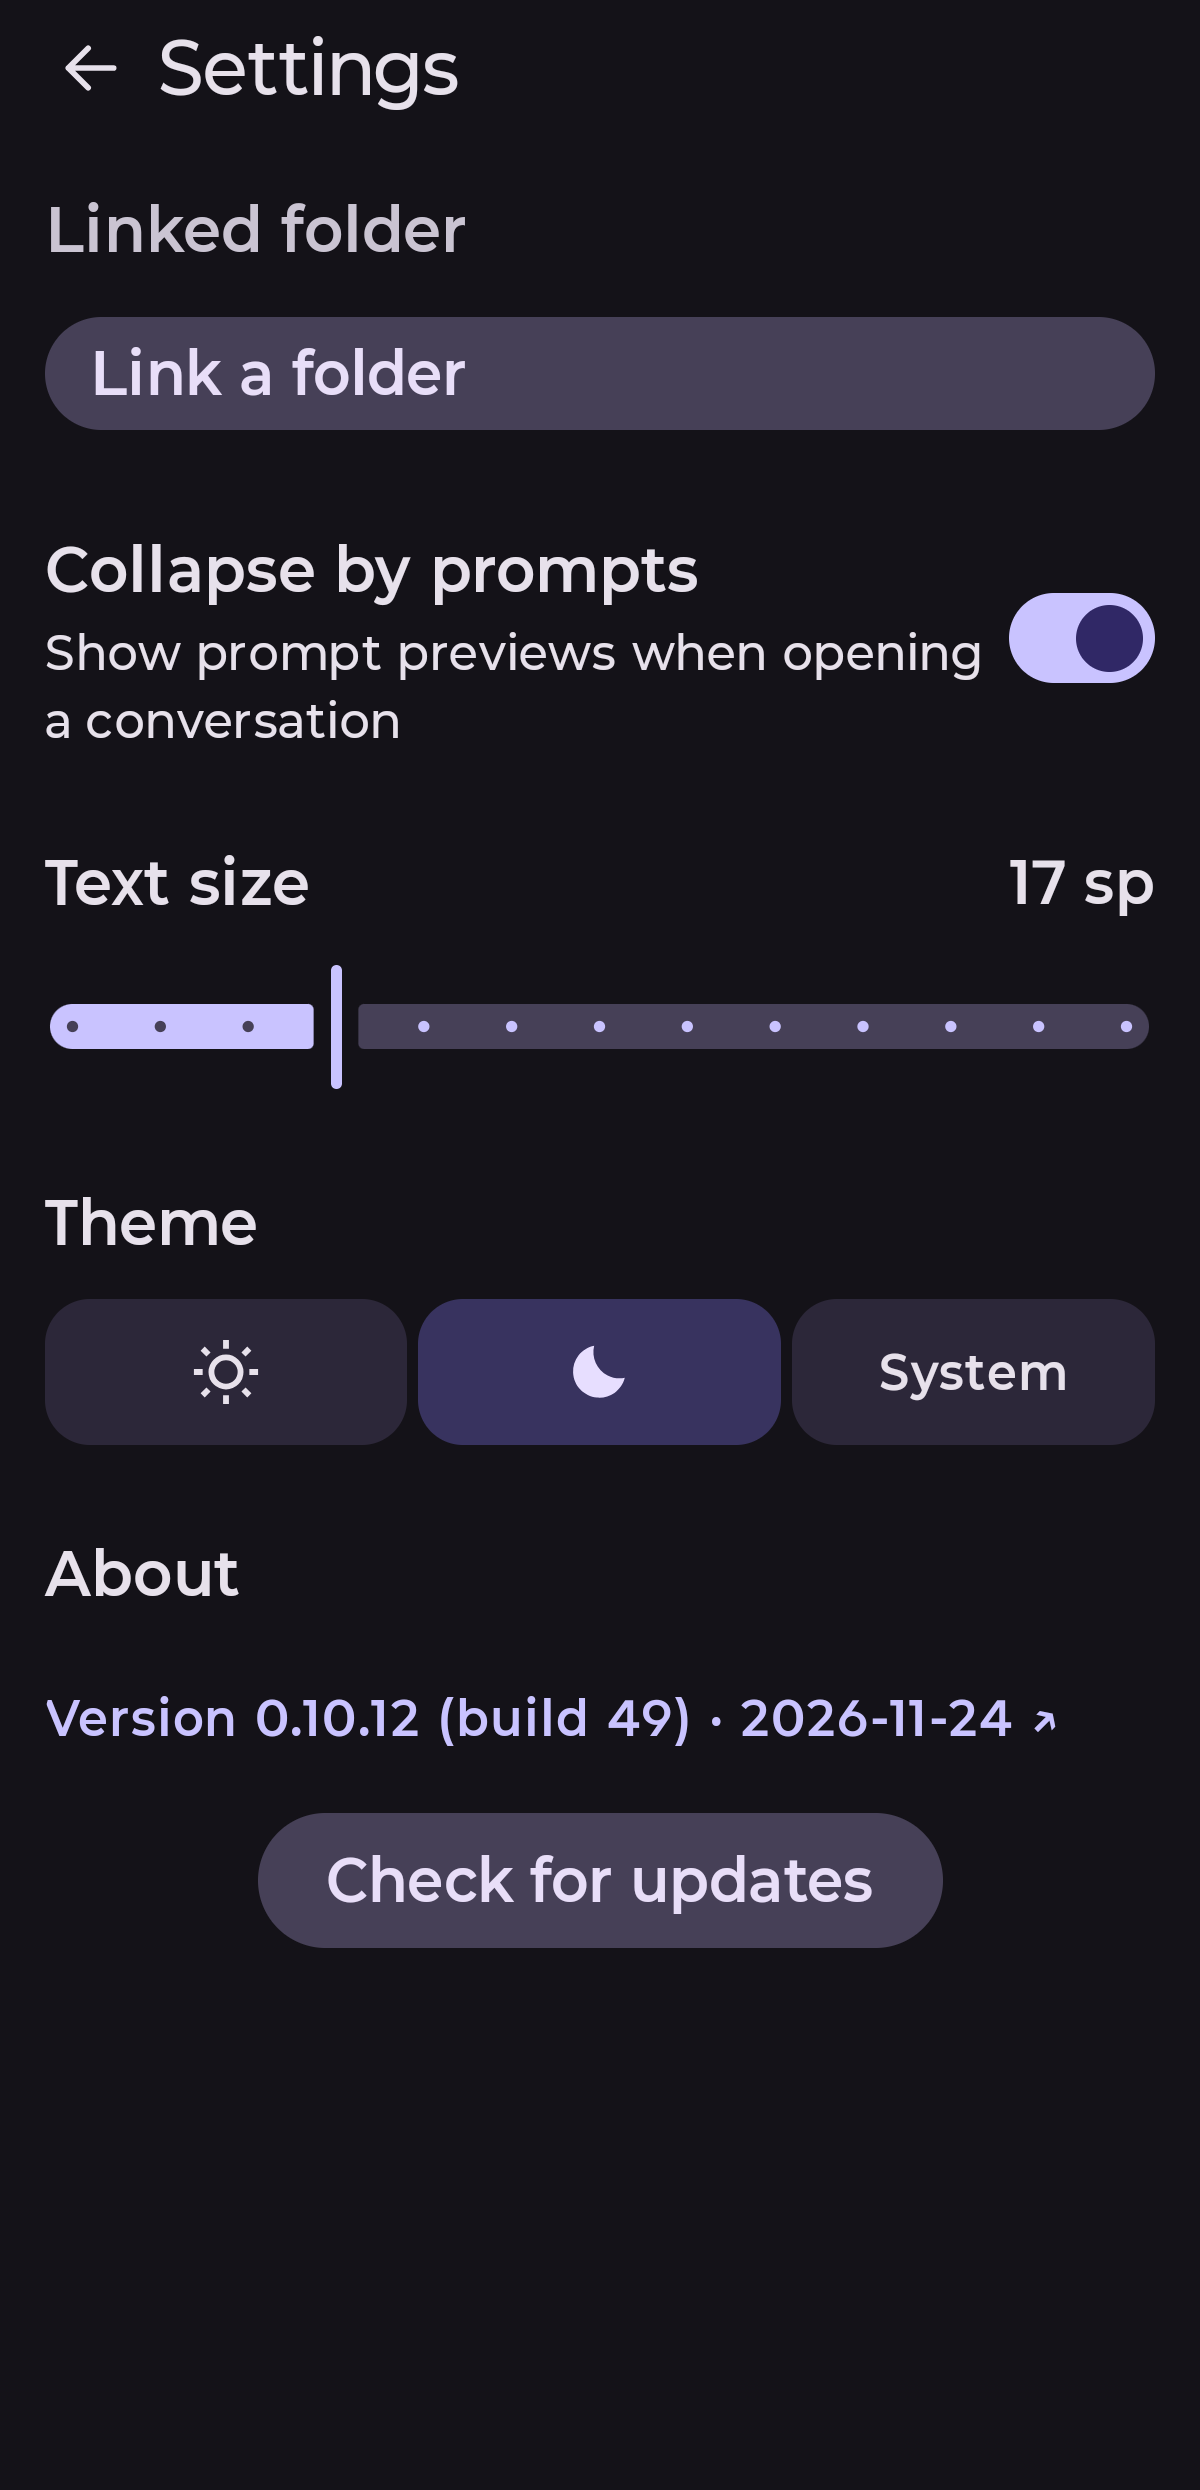 Settings
Linked folder
Link a folder
Collapse by prompts
Show prompt previews when opening
a conversation
Text size
17 sp
Theme
System
About
Version 0.10.12 (build 49) · 2026-11-24 ↗
Check for updates